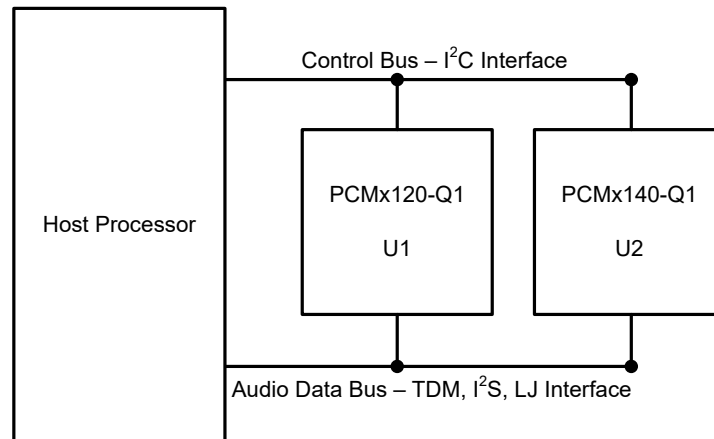 Control Bus – I²C Interface
PCMx120-Q1
PCMx140-Q1
Host Processor
U1
U2
Audio Data Bus – TDM, I²S, LJ Interface